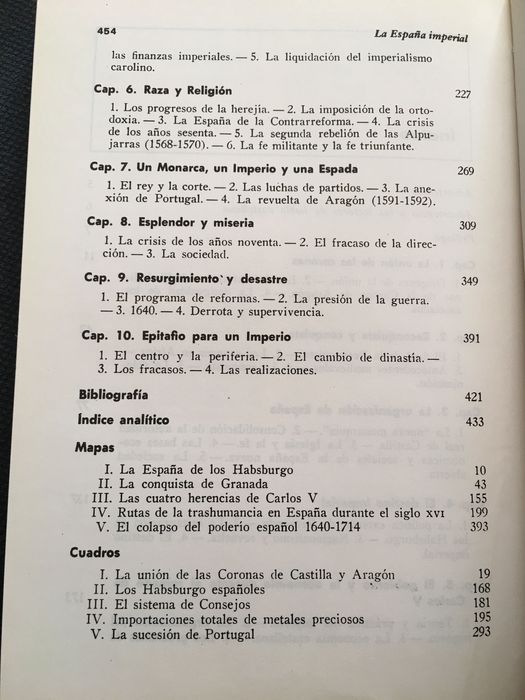 454 La España imperial
las finanzas imperiales. — 5. La liquidación del imperialismo
carolino.
Cap. 6. Raza y Religión 227
1. Los progresos de la herejía. — 2. La imposición de la orto-
doxia. — 3. La España de la Contrarreforma. — 4. La crisis
de los años sesenta. — 5. La segunda rebelión de las Alpu-
jarras (1568-1570). — 6. La fe militante y la fe triunfante.
Cap. 7. Un Monarca, un Imperio y una Espada 269
1. El rey y la corte. — 2. Las luchas de partidos. — 3. La ane-
xión de Portugal. — 4. La revuelta de Aragón (1591-1592).
Cap. 8. Esplendor y miseria 309
1. La crisis de los años noventa. — 2. El fracaso de la direc-
ción. — 3. La sociedad.
Cap. 9. Resurgimiento y desastre 349
1. El programa de reformas. — 2. La presión de la guerra.
— 3. 1640. — 4. Derrota y supervivencia.
Cap. 10. Epitafio para un Imperio 391
1. El centro y la periferia. — 2. El cambio de dinastía. —
3. Los fracasos. — 4. Las realizaciones.
Bibliografía 421
Índice analítico 433
Mapas
I. La España de los Habsburgo 10
II. La conquista de Granada 43
III. Las cuatro herencias de Carlos V 155
IV. Rutas de la trashumancia en España durante el siglo XVI 199
V. El colapso del poderío español 1640-1714 393
Cuadros
I. La unión de las Coronas de Castilla y Aragón 19
II. Los Habsburgo españoles 168
III. El sistema de Consejos 181
IV. Importaciones totales de metales preciosos 195
V. La sucesión de Portugal 293